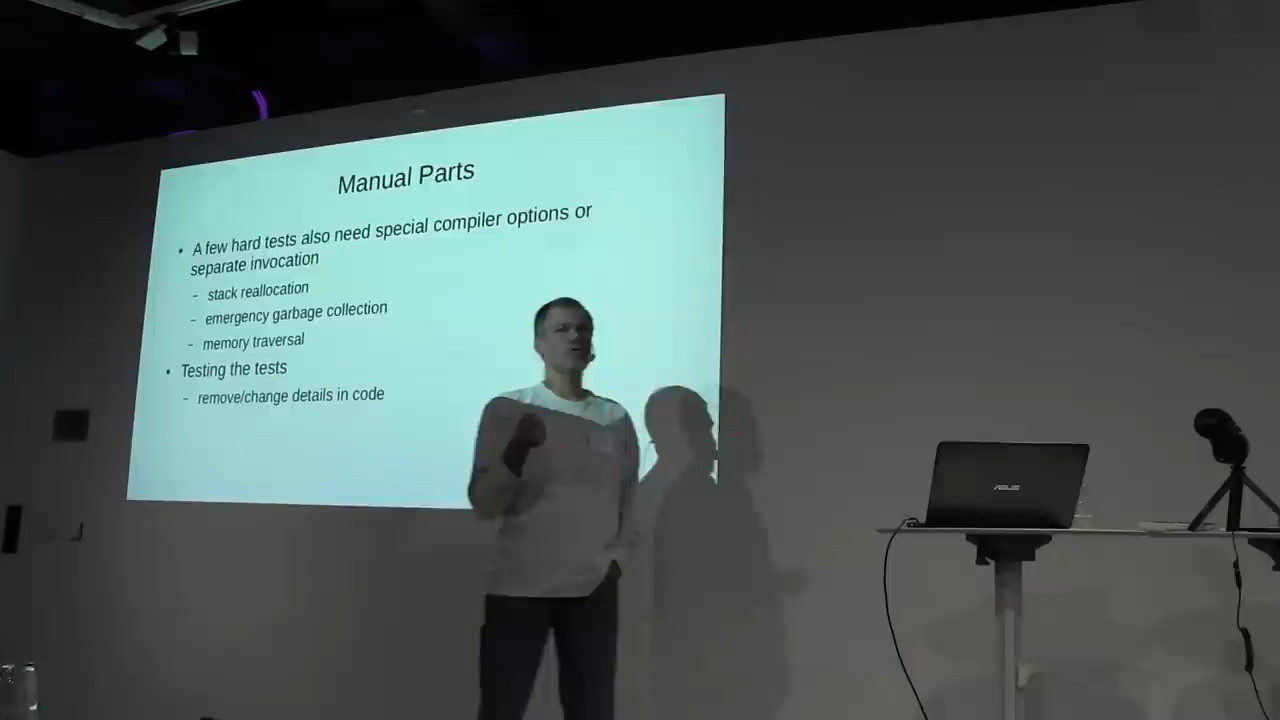 Manual Parts
• A few hard tests also need special compiler options or
separate invocation
– stack reallocation
– emergency garbage collection
– memory traversal
• Testing the tests
– remove/change details in code
ASUS